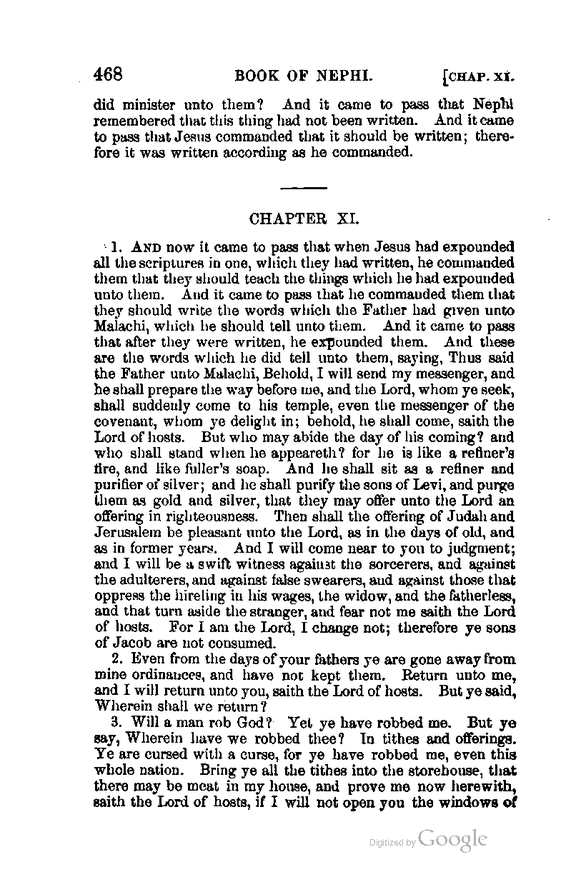 468 BOOK OF NEPHI. [CHAP. XI.
did minister unto them? And it came to pass that Nephi
remembered that this thing had not been written. And it came
to pass that Jesus commanded that it should be written; there-
fore it was written according as he commanded.
CHAPTER XI.
1. AND now it came to pass that when Jesus had expounded
all the scriptures in one, which they had written, he commanded
them that they should teach the things which he had expounded
unto them. And it came to pass that he commanded them that
they should write the words which the Father had given unto
Malachi, which he should tell unto them. And it came to pass
that after they were written, he expounded them. And these
are the words which he did tell unto them, saying, Thus said
the Father unto Malachi, Behold, I will send my messenger, and
he shall prepare the way before me, and the Lord, whom ye seek,
shall suddenly come to his temple, even the messenger of the
covenant, whom ye delight in; behold, he shall come, saith the
Lord of hosts. But who may abide the day of his coming? and
who shall stand when he appeareth? for he is like a refiner's
fire, and like fuller's soap. And he shall sit as a refiner and
purifier of silver; and he shall purify the sons of Levi, and purge
them as gold and silver, that they may offer unto the Lord an
offering in righteousness. Then shall the offering of Judah and
Jerusalem be pleasant unto the Lord, as in the days of old, and
as in former years. And I will come near to you to judgment;
and I will be a swift witness against the sorcerers, and against
the adulterers, and against false swearers, and against those that
oppress the hireling in his wages, the widow, and the fatherless,
and that turn aside the stranger, and fear not me saith the Lord
of hosts. For I am the Lord, I change not; therefore ye sons
of Jacob are not consumed.
2. Even from the days of your fathers ye are gone away from
mine ordinances, and have not kept them. Return unto me,
and I will return unto you, saith the Lord of hosts. But ye said,
Wherein shall we return?
3. Will a man rob God? Yet ye have robbed me. But ye
say, Wherein have we robbed thee? In tithes and offerings.
Ye are cursed with a curse, for ye have robbed me, even this
whole nation. Bring ye all the tithes into the storehouse, that
there may be meat in my house, and prove me now herewith,
saith the Lord of hosts, if I will not open you the windows of
Digitized by Google